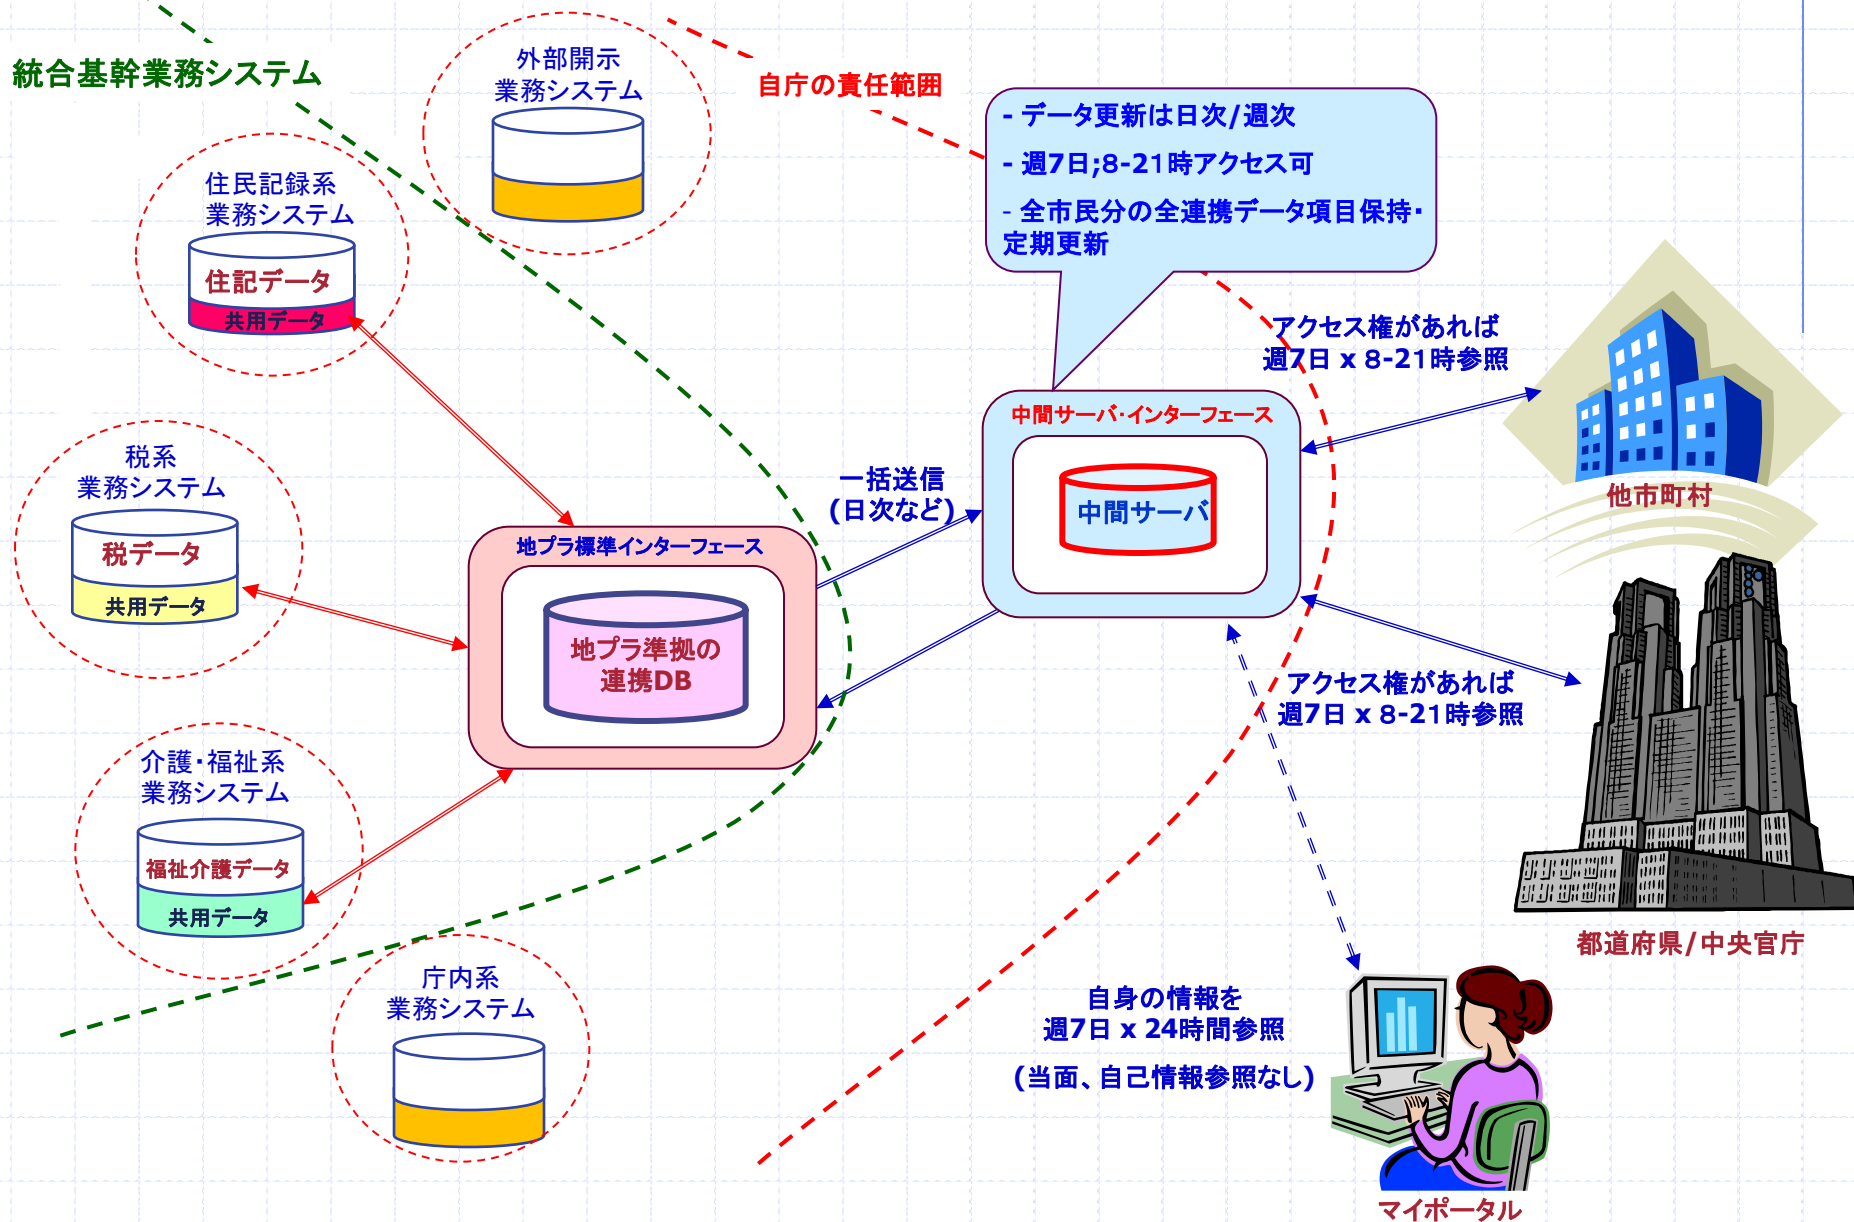 統合基幹業務システム
外部開示
業務システム
自庁の責任範囲
- データ更新は日次/週次
- 週7日;8-21時アクセス可
- 全市民分の全連携データ項目保持・
定期更新
住民記録系
業務システム
住記データ
共用データ
アクセス権があれば
週7日 x 8-21時参照
税系
業務システム
税データ
共用データ
一括送信
(日次など)
中間サーバ・インターフェース
中間サーバ
他市町村
地プラ標準インターフェース
地プラ準拠の
連携DB
アクセス権があれば
週7日 x 8-21時参照
介護・福祉系
業務システム
福祉介護データ
共用データ
都道府県/中央官庁
庁内系
業務システム
自身の情報を
週7日 x 24時間参照
(当面、自己情報参照なし)
マイポータル